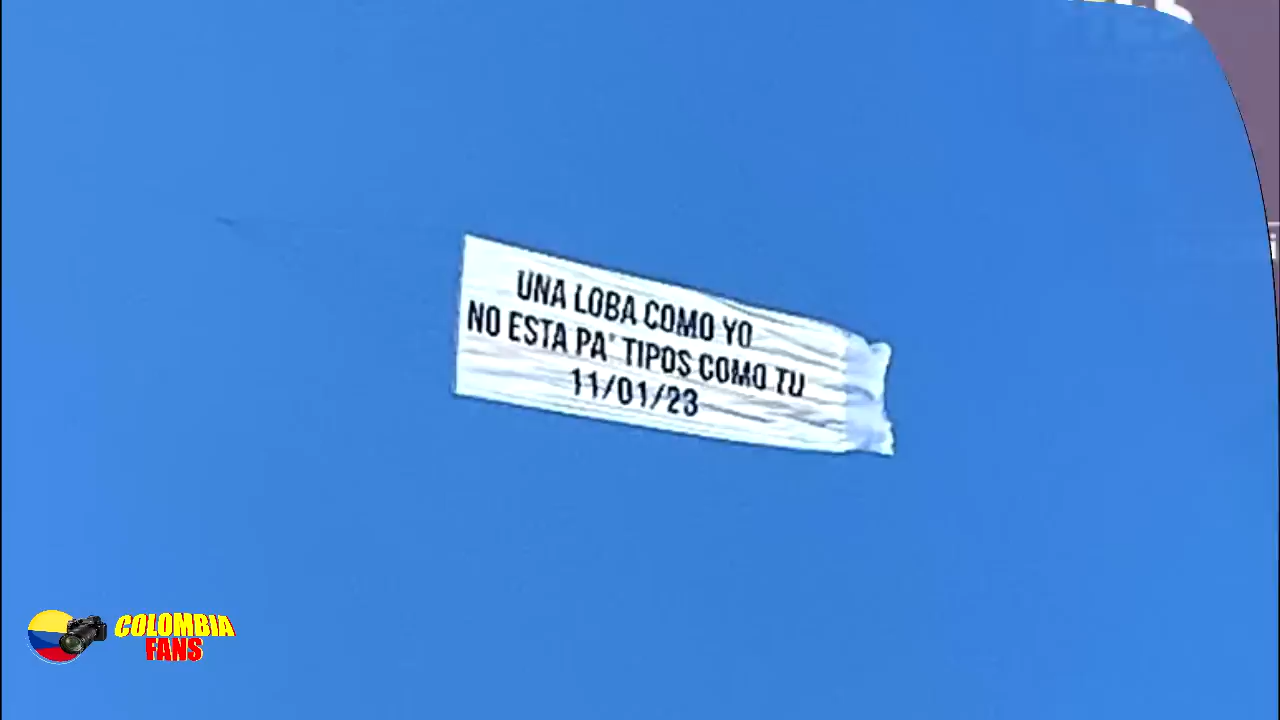 UNA LOBA COMO YO
NO ESTA PA' TIPOS COMO TU
11/01/23
COLOMBIA
FANS